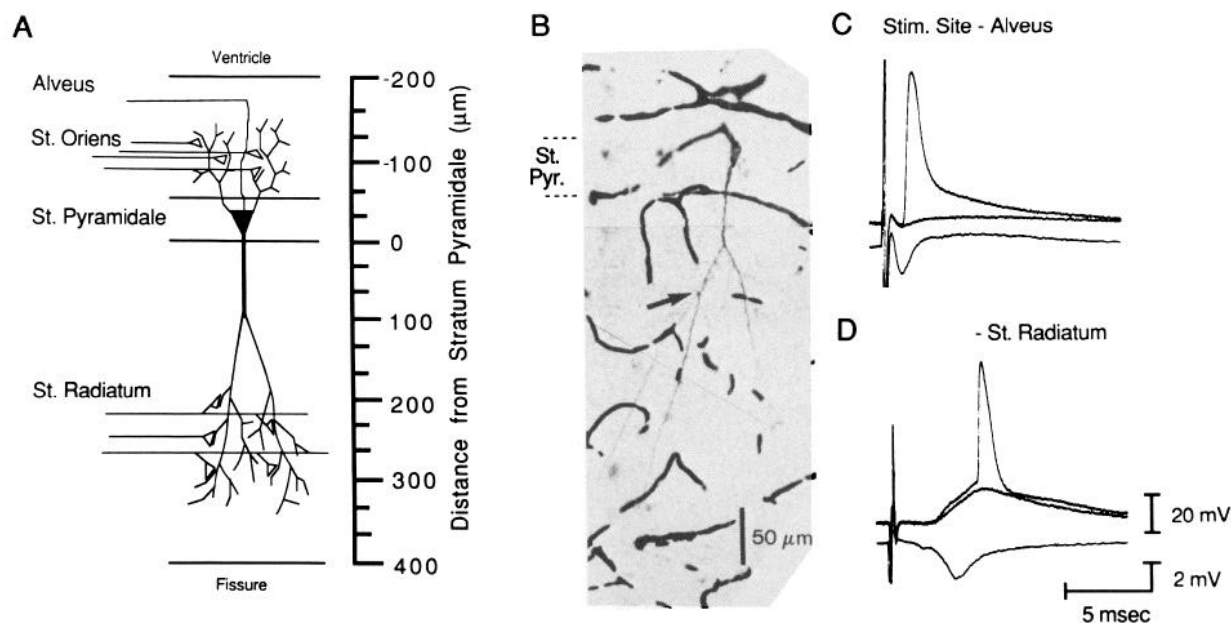 A
Ventricle
Alveus
St. Oriens
St. Pyramidale
St. Radiatum
Fissure
-200
-100
0
100
200
300
400
Distance from Stratum Pyramidale (µm)
B
St.
Pyr.
50 µm
C
Stim. Site - Alveus
D
- St. Radiatum
20 mV
2 mV
5 msec